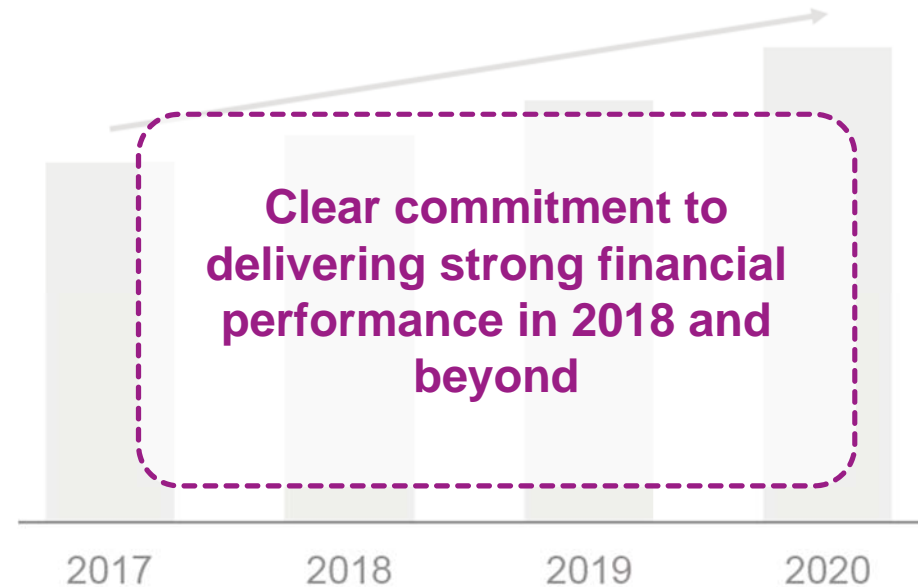 Clear commitment to
delivering strong financial
performance in 2018 and
beyond
2017 2018 2019 2020